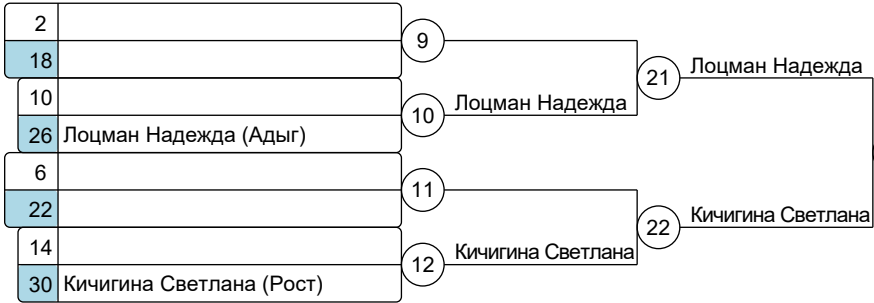 2
9
18
21 Лоцман Надежда
10
10 Лоцман Надежда
26 Лоцман Надежда (Адыг)
6
11
22
22 Кичигина Светлана
14
12 Кичигина Светлана
30 Кичигина Светлана (Рост)